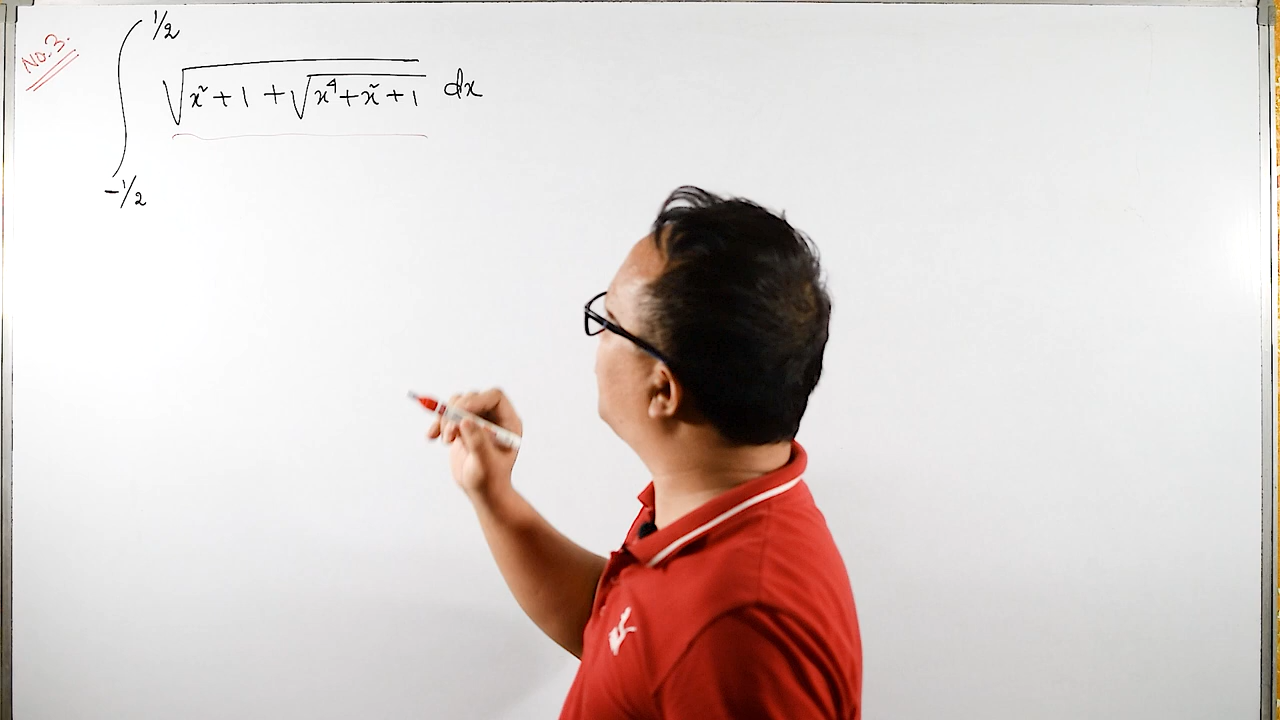 No.3.
∫_{-1/2}^{1/2} √(x²+1+√(x⁴+x²+1)) dx